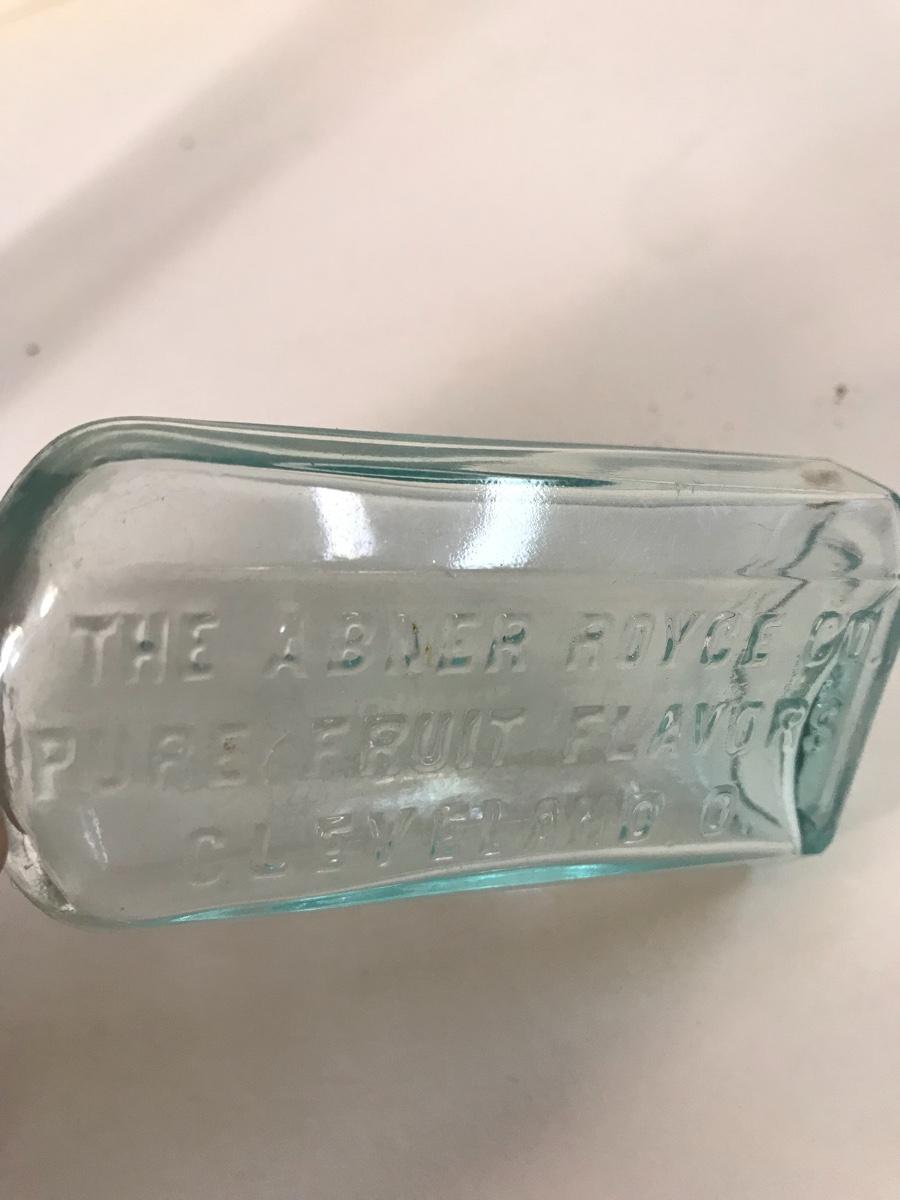 THE ABNER ROYCE CO
PURE FRUIT FLAVORS
CLEVELAND O.